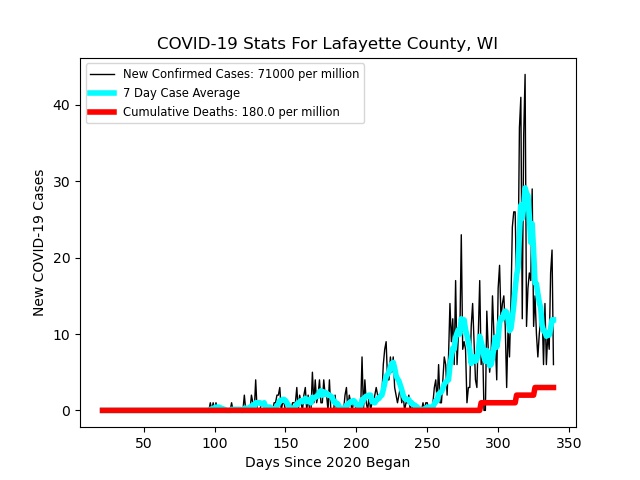 COVID-19 Stats For Lafayette County, WI
New Confirmed Cases: 71000 per million
7 Day Case Average
Cumulative Deaths: 180.0 per million
New COVID-19 Cases
40
30
20
10
0
50 100 150 200 250 300 350
Days Since 2020 Began